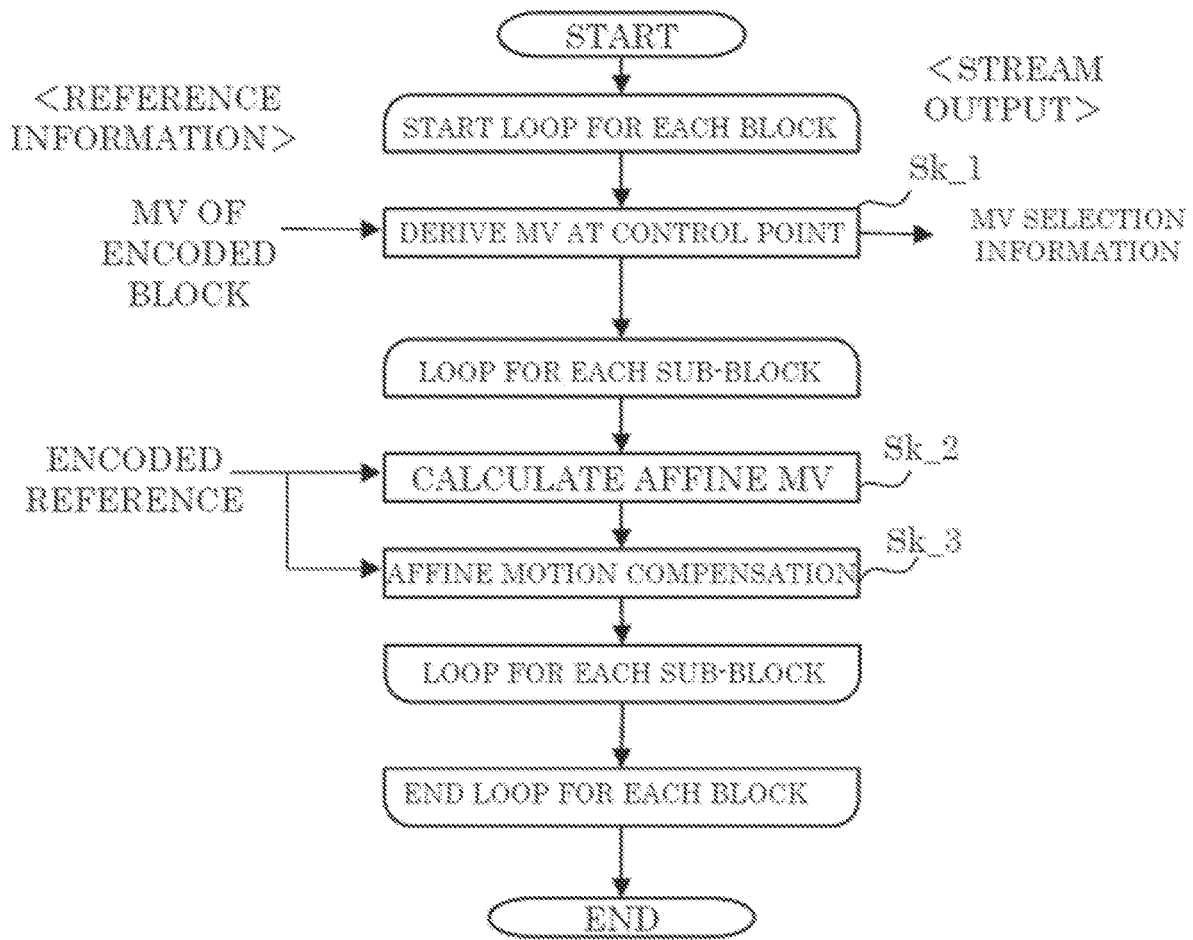 START
<REFERENCE
INFORMATION>
<STREAM
OUTPUT>
START LOOP FOR EACH BLOCK
Sk_1
MV OF
ENCODED
BLOCK
DERIVE MV AT CONTROL POINT
MV SELECTION
INFORMATION
LOOP FOR EACH SUB-BLOCK
ENCODED
REFERENCE
CALCULATE AFFINE MV
Sk_2
AFFINE MOTION COMPENSATION
Sk_3
LOOP FOR EACH SUB-BLOCK
END LOOP FOR EACH BLOCK
END